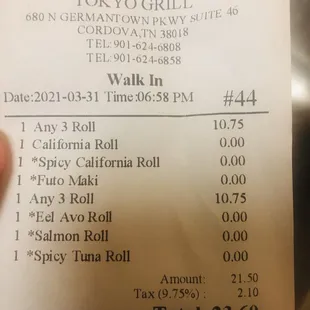 TOKYO GRILL
680 N GERMANTOWN PKWY SUITE 46
CORDOVA,TN 38018
TEL:901-624-6808
TEL:901-624-6858
Walk In
Date:2021-03-31 Time:06:58 PM #44
1 Any 3 Roll 10.75
1 California Roll 0.00
1 *Spicy California Roll 0.00
1 *Futo Maki 0.00
1 Any 3 Roll 10.75
1 *Eel Avo Roll 0.00
1 *Salmon Roll 0.00
1 *Spicy Tuna Roll 0.00
Amount: 21.50
Tax (9.75%) : 2.10
Total: 23.60